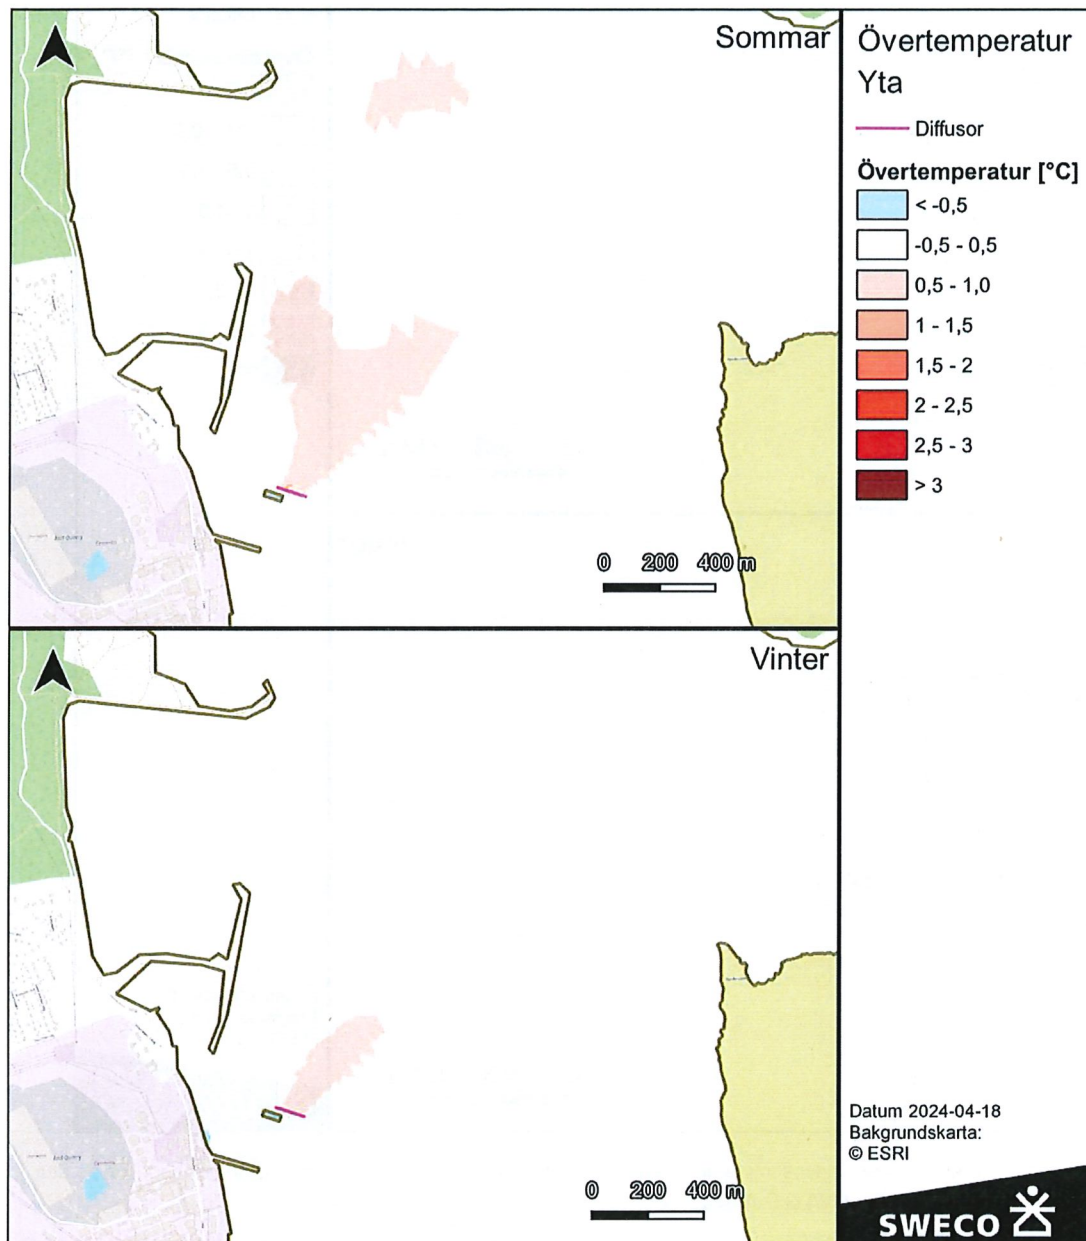 Sommar
0 200 400 m
Övertemperatur
Yta
Diffusor
Övertemperatur [°C]
< -0,5
-0,5 - 0,5
0,5 - 1,0
1 - 1,5
1,5 - 2
2 - 2,5
2,5 - 3
> 3
Vinter
0 200 400 m
Datum 2024-04-18
Bakgrundskarta:
© ESRI
SWECO